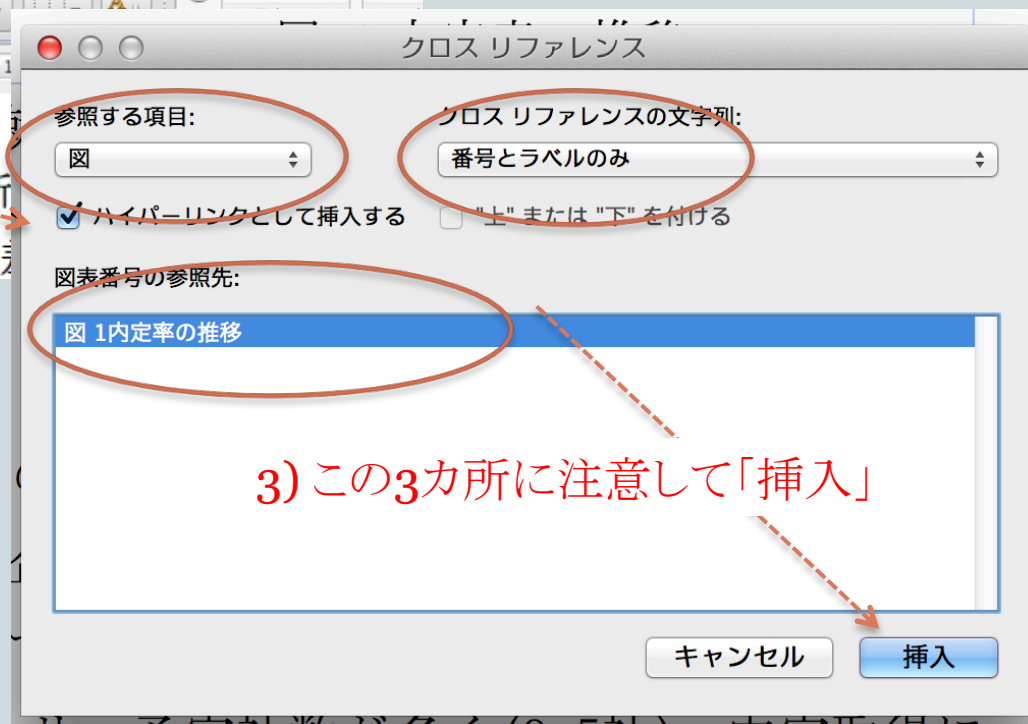 クロス リファレンス
参照する項目:
クロス リファレンスの文字列:
図
番号とラベルのみ
ハイパーリンクとして挿入する
"上" または "下" を付ける
図表番号の参照先:
図 1内定率の推移
3) この3カ所に注意して「挿入」
キャンセル
挿入